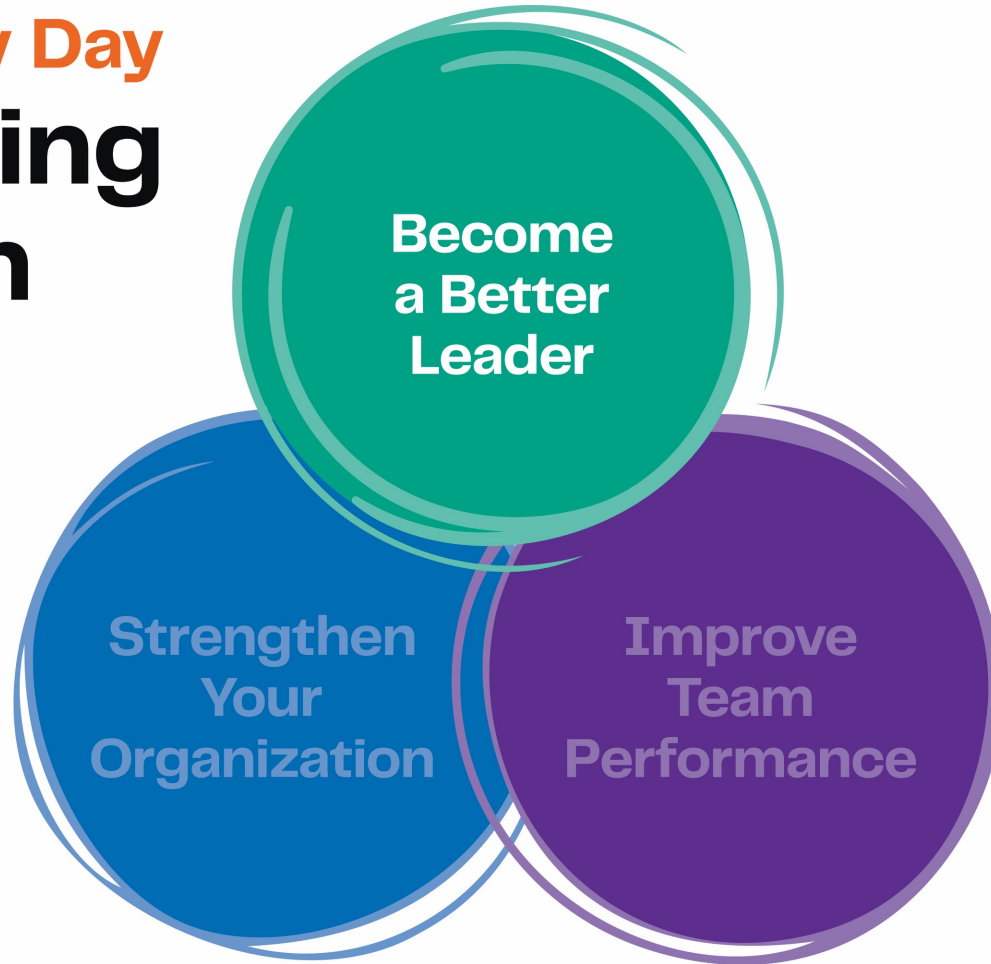 y Day
ing
n
Become
a Better
Leader
Strengthen
Your
Organization
Improve
Team
Performance